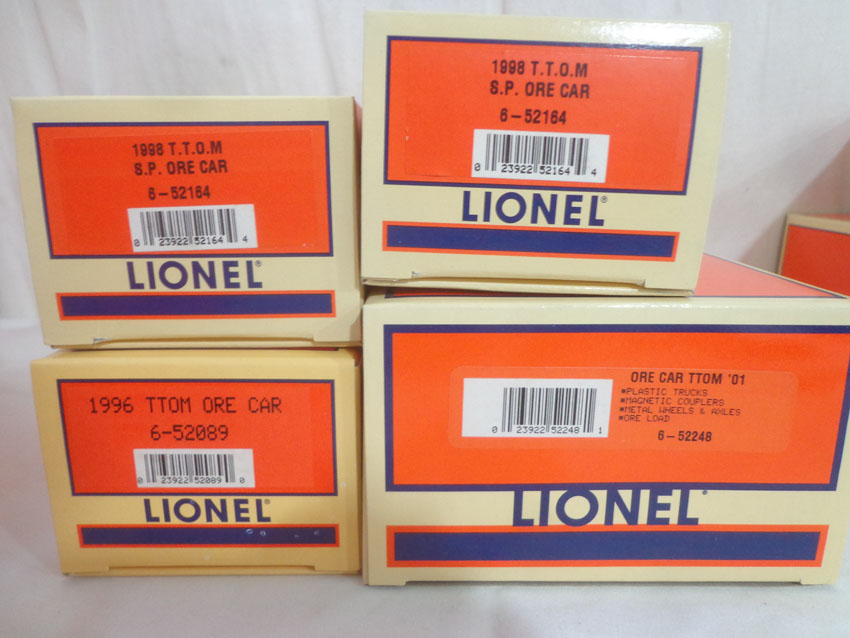 1998 T.T.O.M
S.P. ORE CAR
6-52164
0 23922 52164 4
LIONEL®
1998 T.T.O.M
S.P. ORE CAR
6-52164
0 23922 52164 4
LIONEL®
1996 TTOM ORE CAR
6-52089
0 23922 52089 0
LIONEL®
ORE CAR TTOM '01
*PLASTIC TRUCKS
*MAGNETIC COUPLERS
*METAL WHEELS & AXLES
*ORE LOAD
6-52248
0 23922 52248 1
LIONEL®